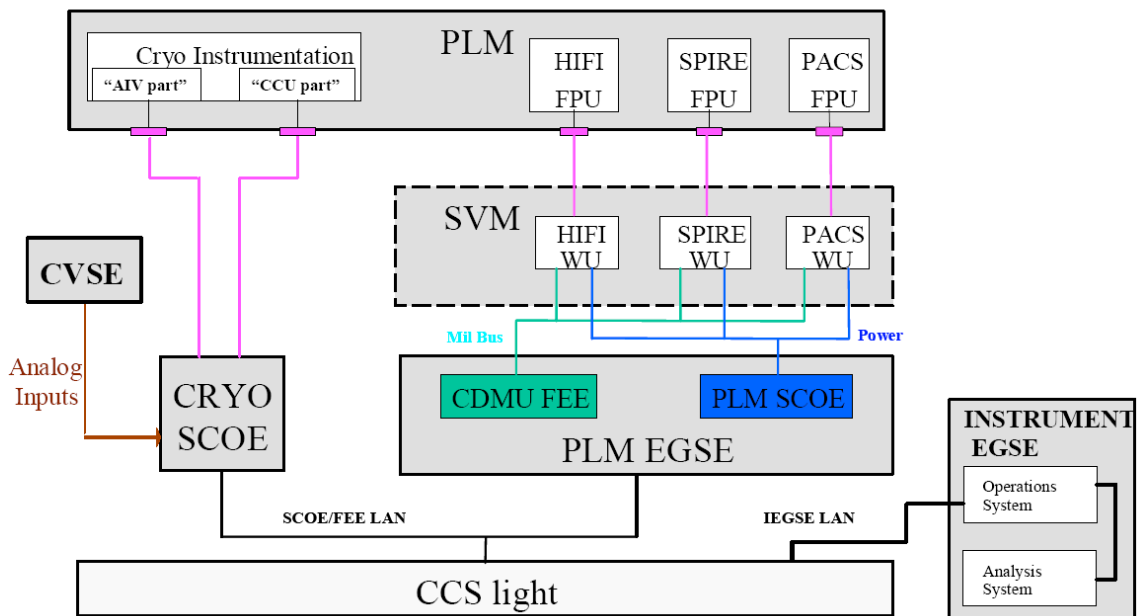 PLM
Cryo Instrumentation
“AIV part”
“CCU part”
HIFI
FPU
SPIRE
FPU
PACS
FPU
SVM
HIFI
WU
SPIRE
WU
PACS
WU
CVSE
Mil Bus
Power
Analog
Inputs
CRYO
SCOE
CDMU FEE
PLM SCOE
PLM EGSE
INSTRUMENT
EGSE
Operations
System
Analysis
System
SCOE/FEE LAN
IEGSE LAN
CCS light